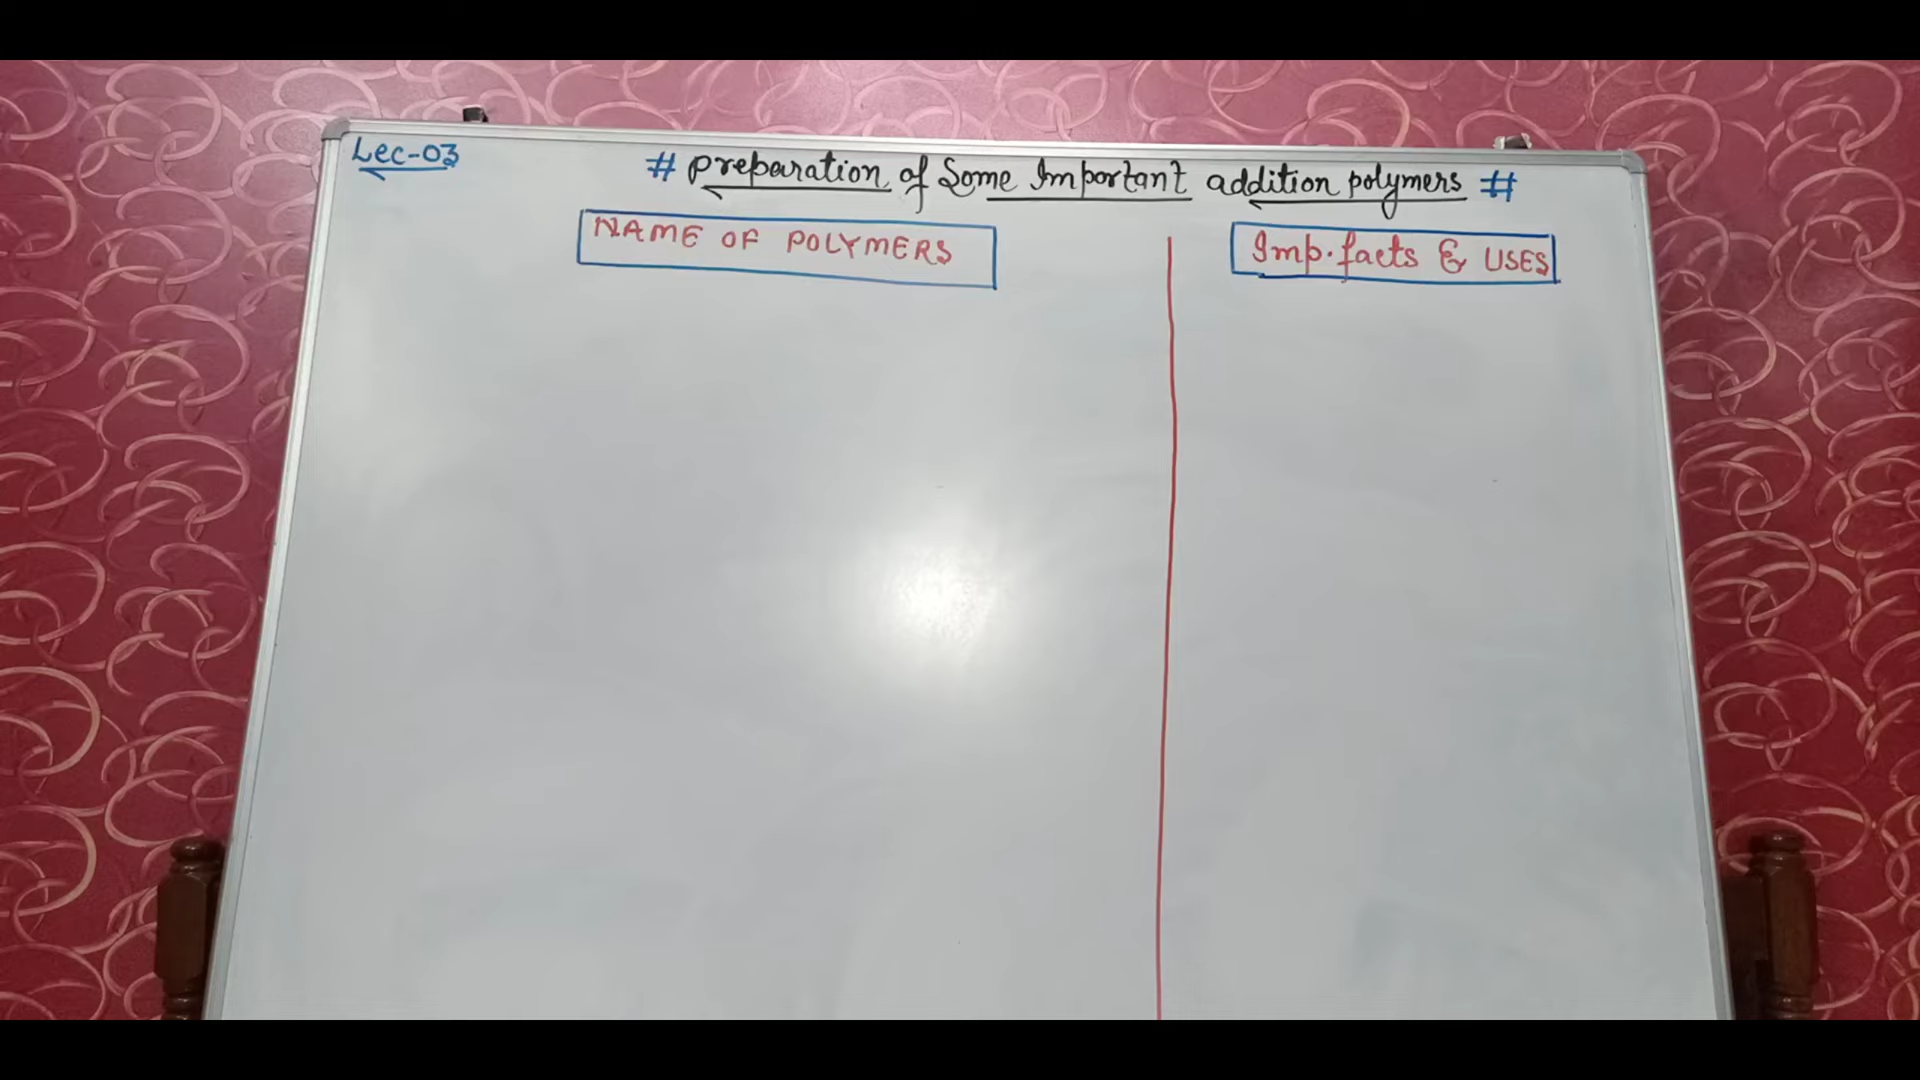 Lec-03
# preparation of Some Important addition polymers #
NAME OF POLYMERS
Imp. facts & USES